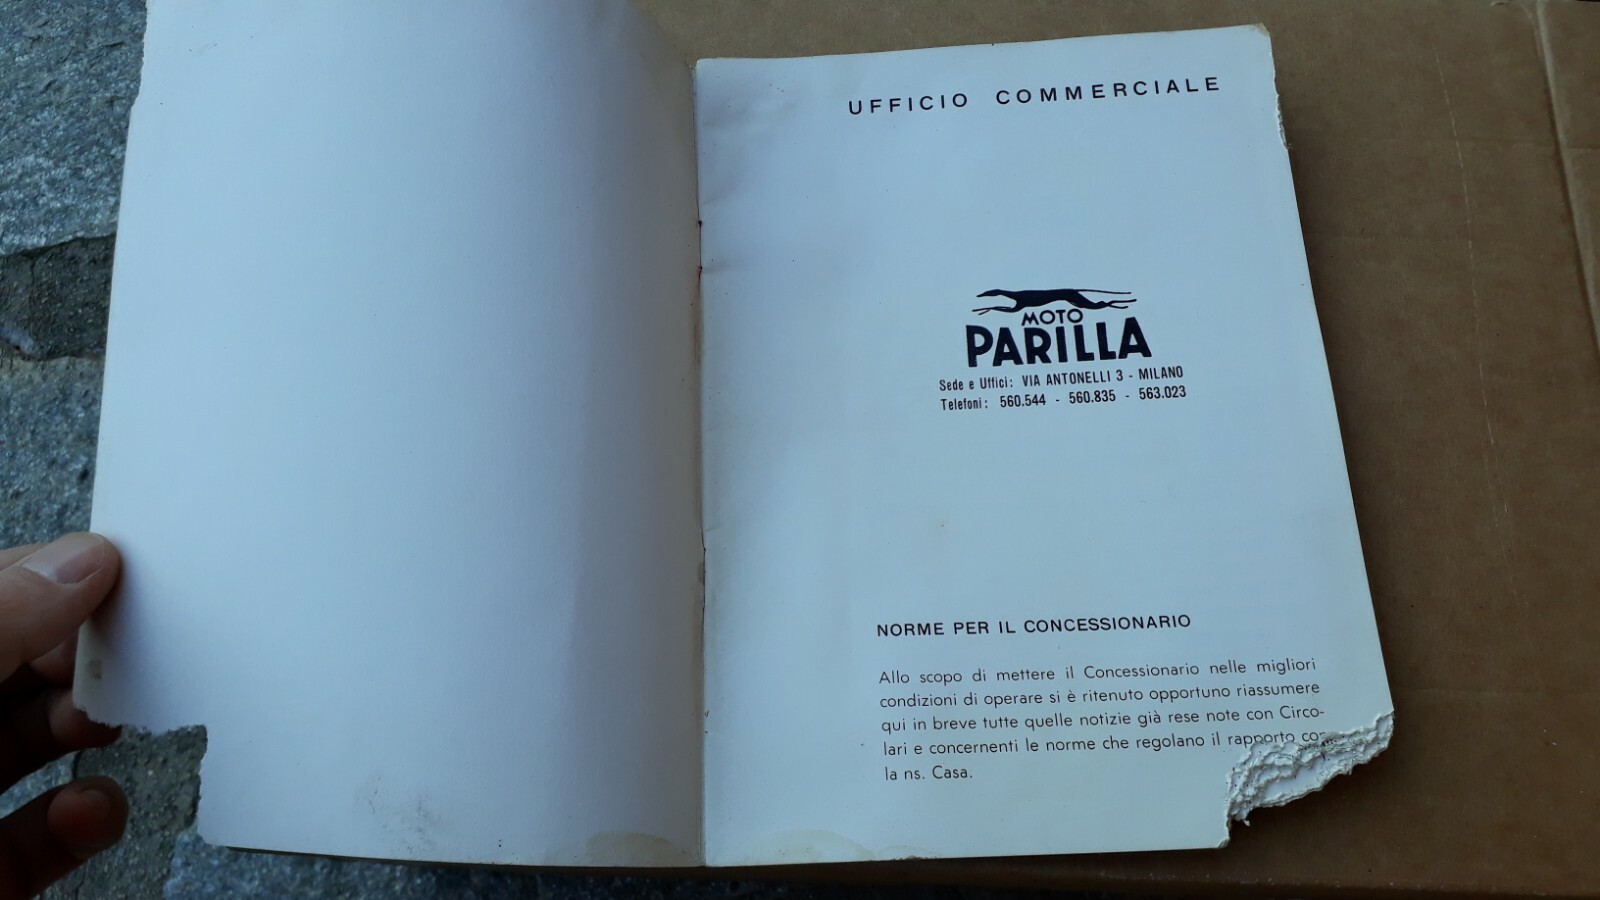 UFFICIO COMMERCIALE
MOTO
PARILLA
Sede e Uffici: VIA ANTONELLI 3 - MILANO
Telefoni: 560.544 - 560.835 - 563.023
NORME PER IL CONCESSIONARIO
Allo scopo di mettere il Concessionario nelle migliori
condizioni di operare si è ritenuto opportuno riassumere
qui in breve tutte quelle notizie già rese note con Circo-
lari e concernenti le norme che regolano il rapporto
la ns. Casa.